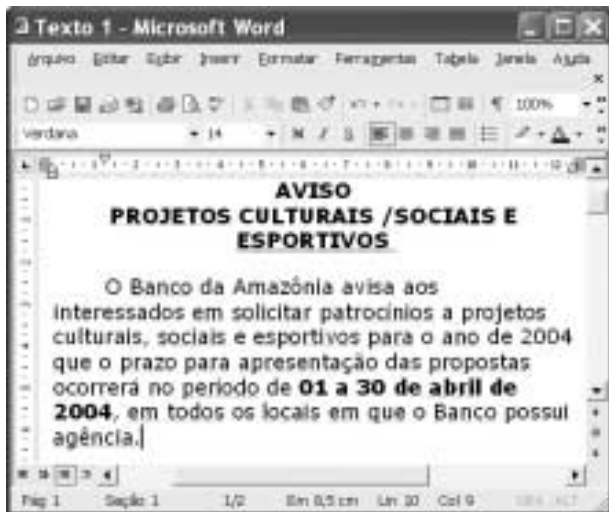 Texto 1 - Microsoft Word
Arquivo Editar Exibir Inserir Formatar Ferramentas Tabela Janela Ajuda
100%
Verdana 14 N I S
AVISO
PROJETOS CULTURAIS /SOCIAIS E
ESPORTIVOS
O Banco da Amazônia avisa aos
interessados em solicitar patrocínios a projetos
culturais, sociais e esportivos para o ano de 2004
que o prazo para apresentação das propostas
ocorrerá no período de 01 a 30 de abril de
2004, em todos os locais em que o Banco possui
agência.
Pág 1 Seção 1 1/2 Em 8,5 cm Lin 10 Col 9